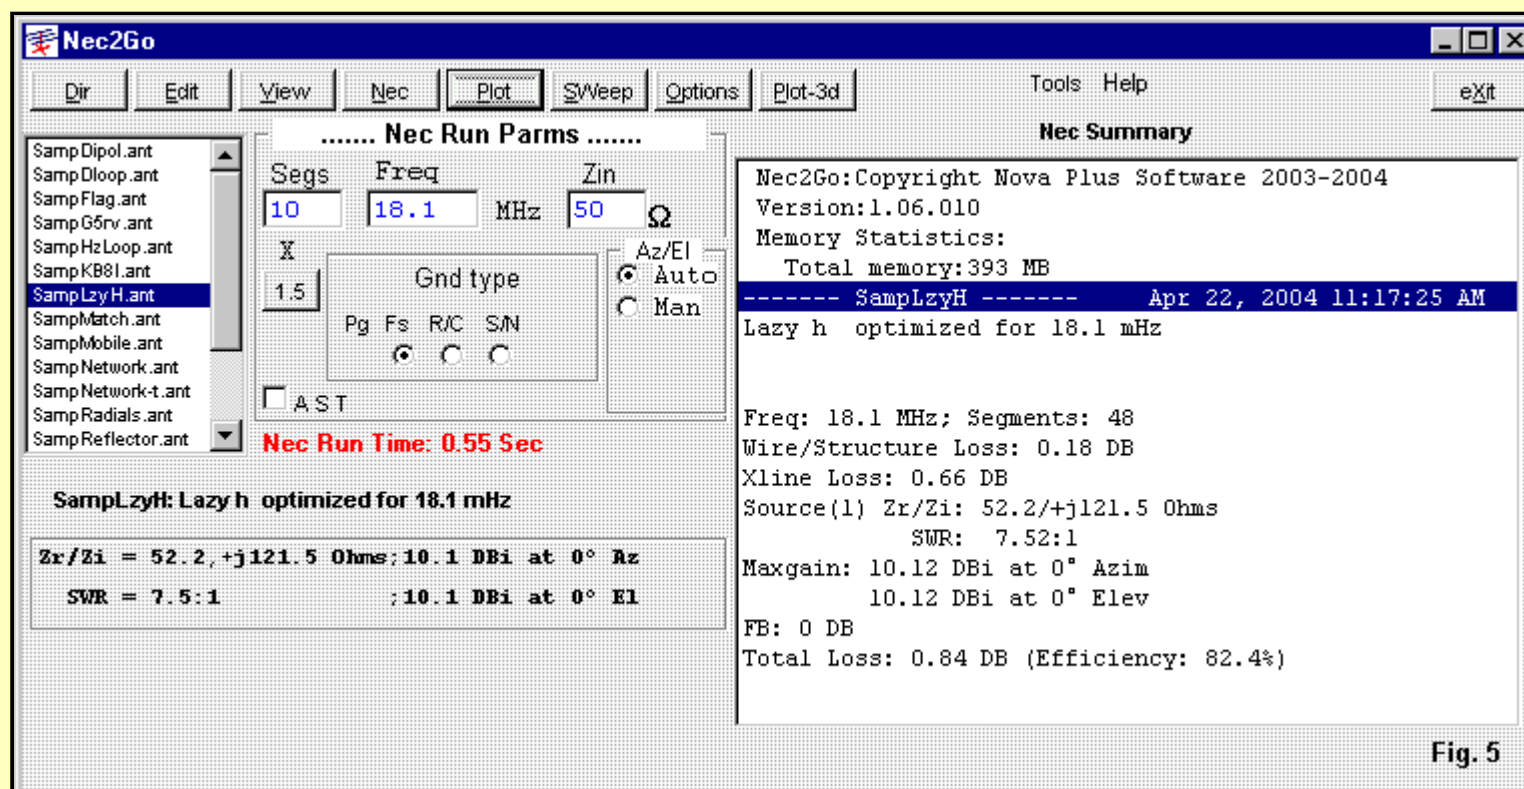 Nec2Go
Dir Edit View Nec Plot SWeep Options Plot-3d Tools Help eXit
SampDipol.ant
SampDloop.ant
SampFlag.ant
SampG5rv.ant
SampHzLoop.ant
SampKB8I.ant
SampLzyH.ant
SampMatch.ant
SampMobile.ant
SampNetwork.ant
SampNetwork-t.ant
SampRadials.ant
SampReflector.ant
....... Nec Run Parms .......
Segs Freq Zin
10 18.1 MHz 50 Ω
X
1.5
Gnd type
Pg Fs R/C S/N
Az/El
Auto
Man
A S T
Nec Run Time: 0.55 Sec
SampLzyH: Lazy h optimized for 18.1 mHz
Zr/Zi = 52.2,+j121.5 Ohms;10.1 DBi at 0° Az
SWR = 7.5:1 ;10.1 DBi at 0° El
Nec Summary
Nec2Go:Copyright Nova Plus Software 2003-2004
Version:1.06.010
Memory Statistics:
Total memory:393 MB
------- SampLzyH ------- Apr 22, 2004 11:17:25 AM
Lazy h optimized for 18.1 mHz
Freq: 18.1 MHz; Segments: 48
Wire/Structure Loss: 0.18 DB
Xline Loss: 0.66 DB
Source(1) Zr/Zi: 52.2/+j121.5 Ohms
SWR: 7.52:1
Maxgain: 10.12 DBi at 0° Azim
10.12 DBi at 0° Elev
FB: 0 DB
Total Loss: 0.84 DB (Efficiency: 82.4%)
Fig. 5